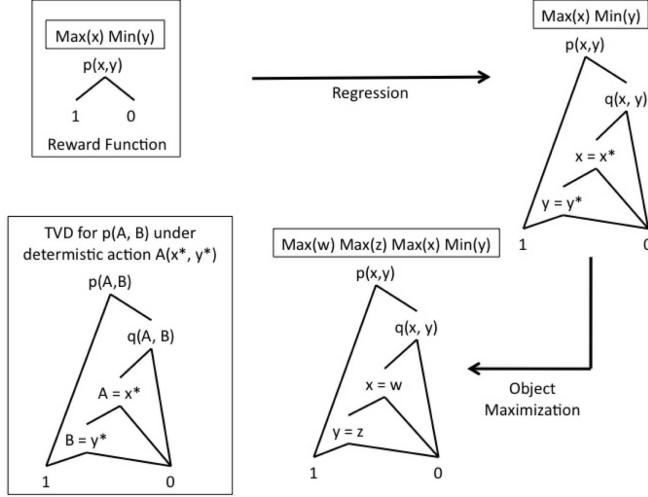 Max(x) Min(y)
p(x,y)
1 0
Reward Function
Regression
Max(x) Min(y)
p(x,y)
q(x, y)
x = x*
y = y*
1 0
TVD for p(A, B) under
determistic action A(x*, y*)
p(A,B)
q(A, B)
A = x*
B = y*
1 0
Max(w) Max(z) Max(x) Min(y)
p(x,y)
q(x, y)
x = w
y = z
1 0
Object
Maximization